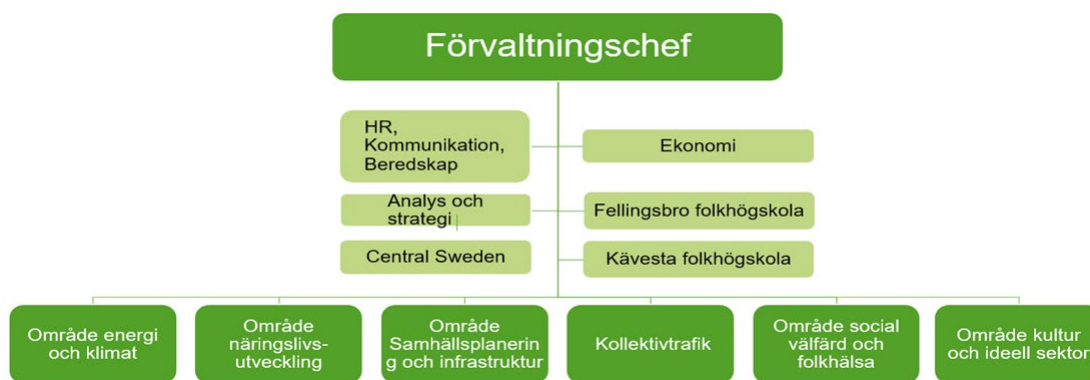 Förvaltningschef
HR,
Kommunikation,
Beredskap
Ekonomi
Analys och
strategi
Fellingsbro folkhögskola
Central Sweden
Kävesta folkhögskola
Område energi
och klimat
Område
näringslivs-
utveckling
Område
Samhällsplanerin
g och infrastruktur
Kollektivtrafik
Område social
välfärd och
folkhälsa
Område kultur
och ideell sektor